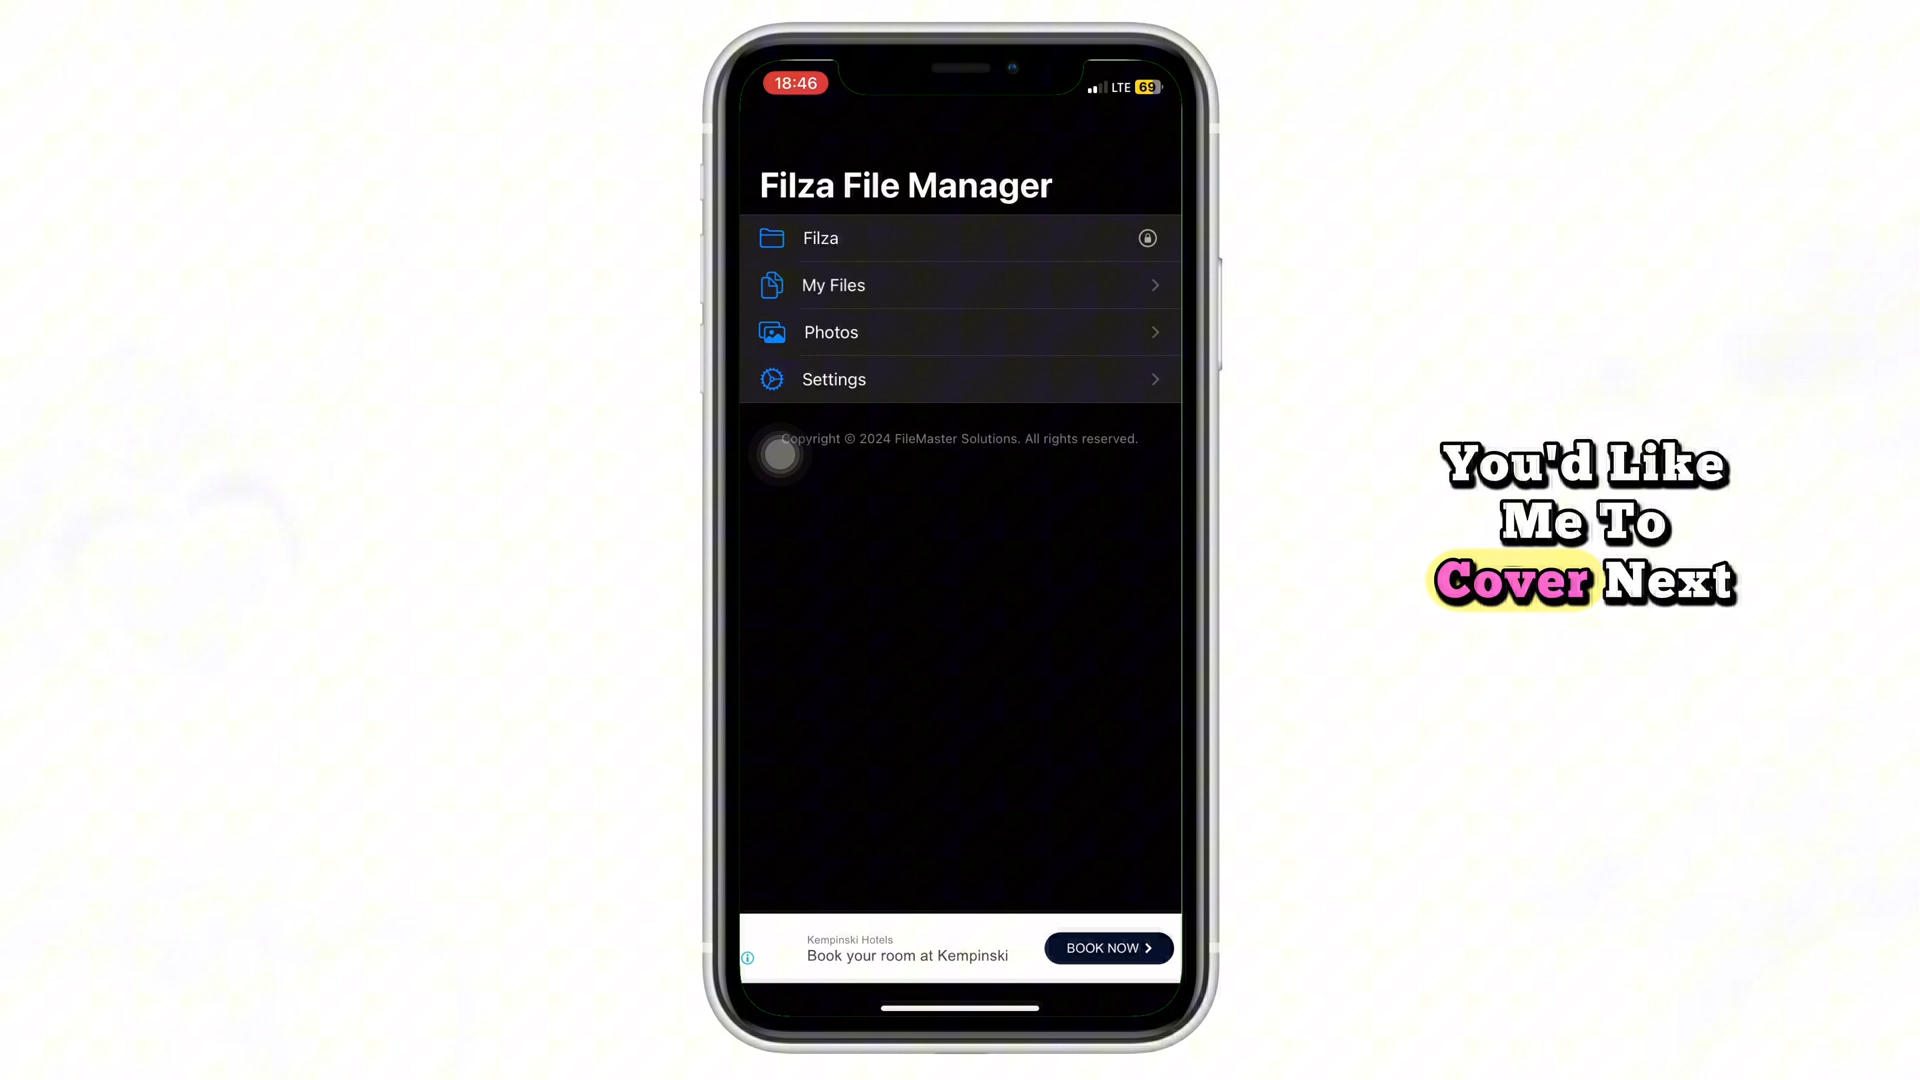 18:46
LTE 69
Filza File Manager
Filza
My Files
Photos
Settings
Copyright © 2024 FileMaster Solutions. All rights reserved.
You'd Like
Me To
Cover Next
Kempinski Hotels
Book your room at Kempinski
BOOK NOW